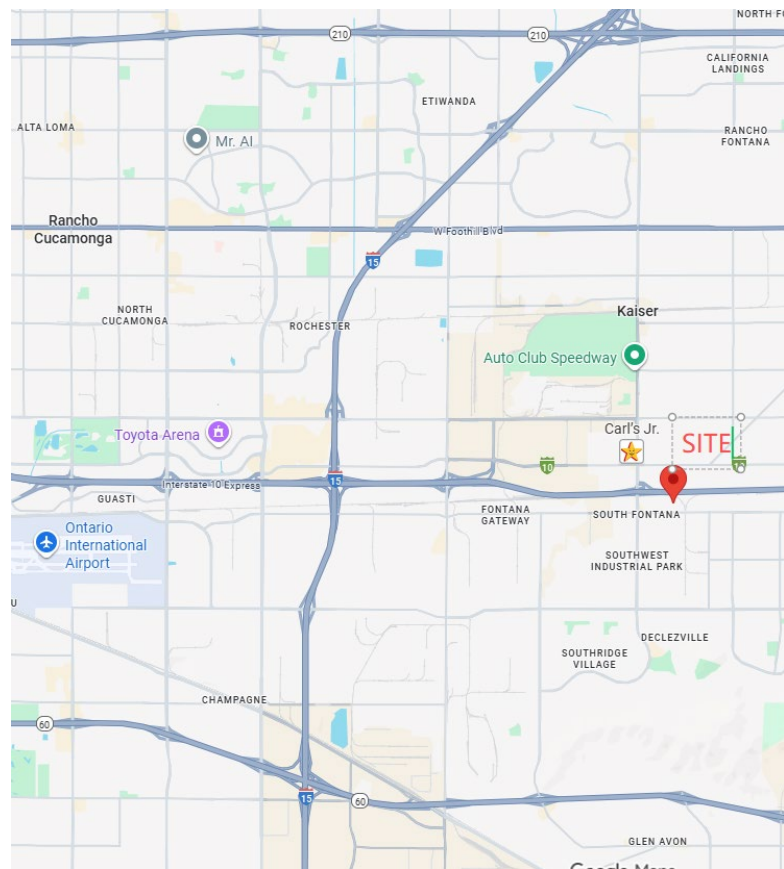 NORTH FO
210
210
CALIFORNIA
LANDINGS
ETIWANDA
ALTA LOMA
RANCHO
FONTANA
Mr. Al
Rancho
Cucamonga
W Foothill Blvd
15
NORTH
CUCAMONGA
ROCHESTER
Kaiser
Auto Club Speedway
Toyota Arena
Carl's Jr.
SITE
10
Interstate 10 Express
15
GUASTI
FONTANA
GATEWAY
SOUTH FONTANA
Ontario
International
Airport
SOUTHWEST
INDUSTRIAL PARK
U
DECLEZVILLE
SOUTHRIDGE
VILLAGE
CHAMPAGNE
60
15
60
GLEN AVON